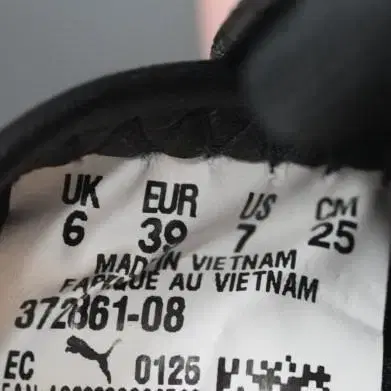 UK EUR US CM
6 39 7 25
MADE IN VIETNAM
FABRIQUE AU VIETNAM
372861-08
EC 0126